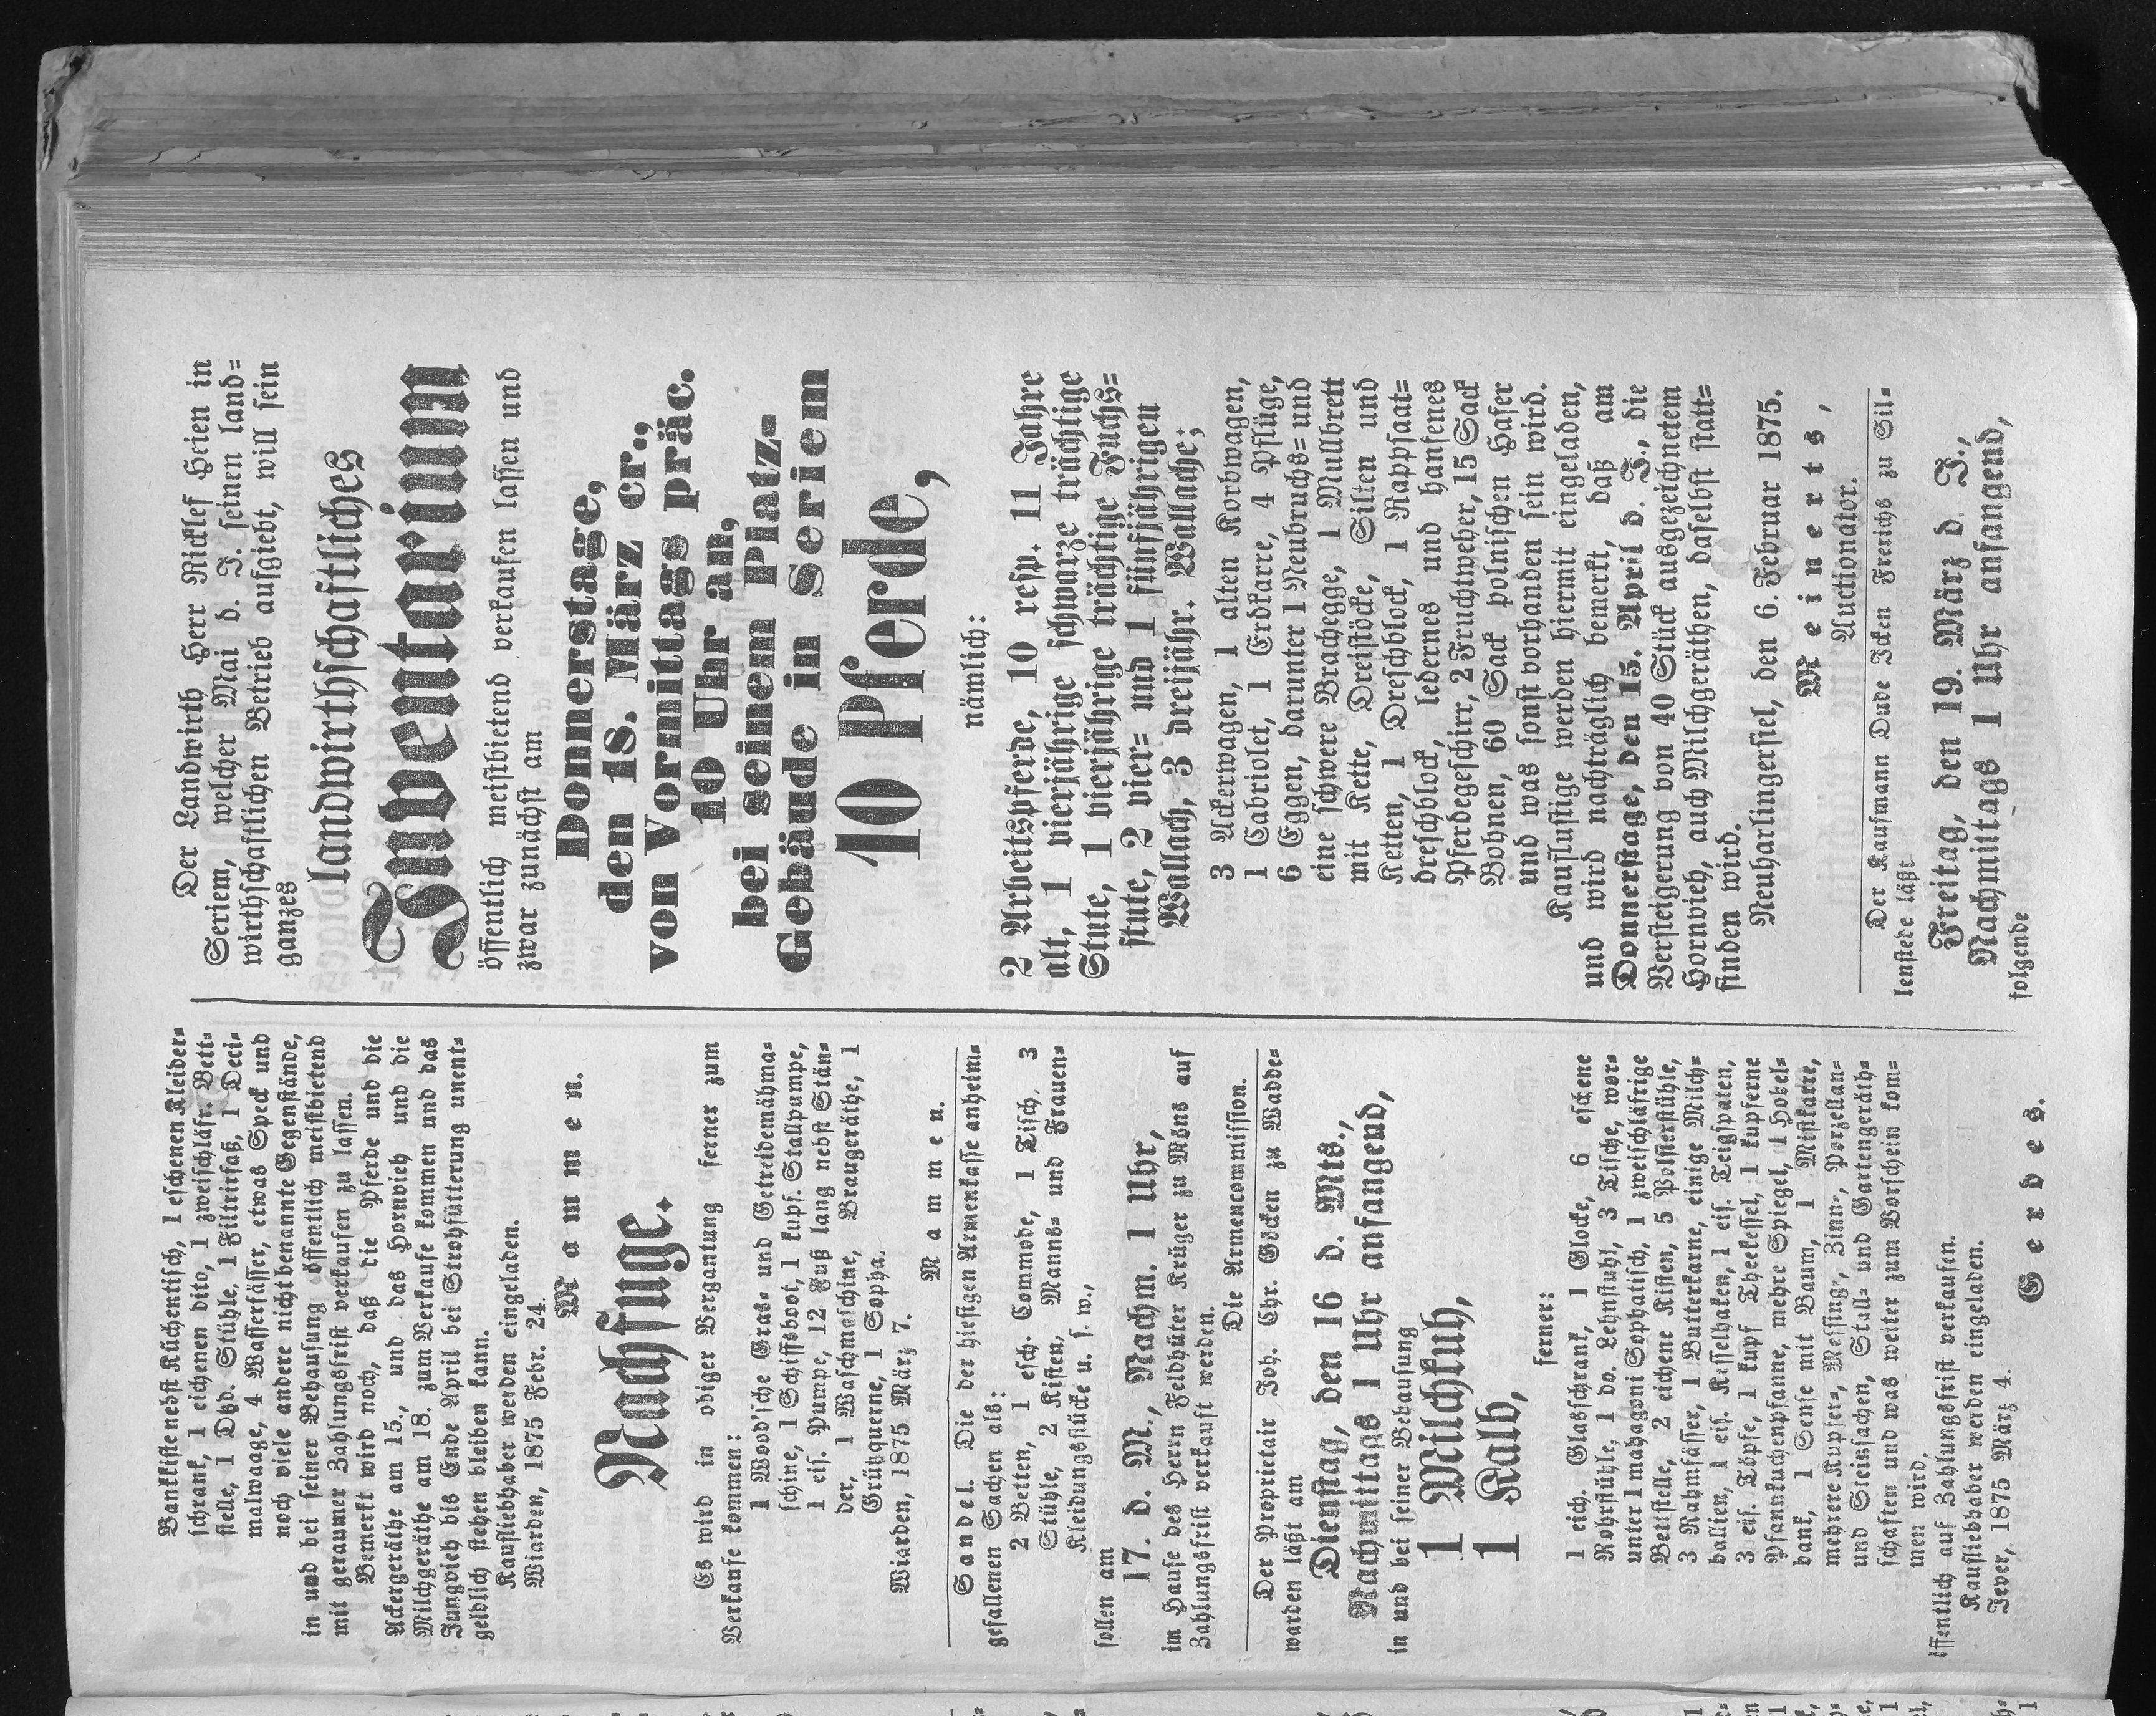 Bankkiste nebst Küchentisch, 1 eschenen Kleider-
schrank, 1 eichenen dito, 1 zweischläfr. Bett-
stelle, 1 Dtzd. Stühle, 1 Filtrirfaß, 1 Deci-
malwaage, 4 Wasserfässer, etwas Speck und
noch viele andere nicht benannte Gegenstände,
in und bei seiner Behausung öffentlich meistbietend
mit geraumer Zahlungsfrist verkaufen zu lassen.
Bemerkt wird noch, daß die Pferde und die
Ackergeräthe am 15., und das Hornvieh und die
Milchgeräthe am 18. zum Verkaufe kommen und das
Jungvieh bis Ende April bei Strohfütterung unent-
geldlich stehen bleiben kann.
Kaufliebhaber werden eingeladen.
Wiarden, 1875 Febr. 24.
Mammen.
Nachfuge.
Es wird in obiger Vergantung ferner zum
Verkaufe kommen:
1 Wood'sche Gras- und Getreidemähma-
schine, 1 Schiffsboot, 1 kupf. Stallpumpe,
1 eis. Pumpe, 12 Fuß lang nebst Stän-
der, 1 Waschmaschine, Braugeräthe, 1
Grützquerne, 1 Sopha.
Wiarden, 1875 März 7.
Mammen.
Sandel. Die der hiesigen Armenkasse anheim-
gefallenen Sachen als:
2 Betten, 1 esch. Commode, 1 Tisch, 3
Stühle, 2 Kisten, Manns- und Frauen-
Kleidungsstücke u. s. w.,
sollen am
17. d. M., Nachm. 1 Uhr,
im Hause des Herrn Feldhüter Krüger zu Möns auf
Zahlungsfrist verkauft werden.
Die Armencommission.
Der Proprietair Joh. Chr. Göcken zu Wadde-
warden läßt am
Dienstag, den 16 d. Mts.,
Nachmittags 1 Uhr anfangend,
in und bei seiner Behausung
1 Milchkuh,
1 Kalb,
ferner:
1 eich. Glasschrank, 1 Glocke, 6 eschene
Rohrstühle, 1 do. Lehnstuhl, 3 Tische, wor-
unter 1 mahagoni Sophatisch, 1 zweischläfrige
Bettstelle, 2 eichene Kisten, 5 Polsterstühle,
3 Rahmfässer, 1 Butterkarne, einige Milch-
ballien, 1 eis. Kesselhaken, 1 eis. Teigspaten,
3 eis. Töpfe, 1 kupf Theekessel, 1 kupferne
Pfannkuchenpfanne, mehre Spiegel, 1 Hobel-
bank, 1 Sense mit Baum, 1 Mistkarre,
mehrere Kupfer-, Messing-, Zinn-, Porzellan-
und Steinsachen, Stall- und Gartengeräth-
schaften und was weiter zum Vorschein kom-
men wird,
öffentlich auf Zahlungsfrist verkaufen.
Kaufliebhaber werden eingeladen.
Jever, 1875 März 4.
Gerdes.
Der Landwirth Herr Ricklef Heien in
Seriem, welcher Mai d. J. seinen land-
wirthschaftlichen Betrieb aufgiebt, will sein
ganzes
landwirthschaftliches
Inventarium
öffentlich meistbietend verkaufen lassen und
zwar zunächst am
Donnerstage,
den 18. März cr.,
von Vormittags präc.
10 Uhr an,
bei seinem Platz-
Gebäude in Seriem
10 Pferde,
nämlich:
2 Arbeitspferde, 10 resp. 11 Jahre
alt, 1 vierjährige schwarze trächtige
Stute, 1 vierjährige trächtige Fuchs-
stute, 2 vier- und 1 fünfjährigen
Wallach, 3 dreijähr. Wallache;
3 Ackerwagen, 1 alten Korbwagen,
1 Cabriolet, 1 Erdkarre, 4 Pflüge,
6 Eggen, darunter 1 Neubruchs- und
eine schwere Brachegge, 1 Mullbrett
mit Kette, Dreistöcke, Silten und
Ketten, 1 Dreschblock, 1 Rappsaat-
dreschblock, ledernes und hanfenes
Pferdegeschirr, 2 Fruchtweher, 15 Sack
Bohnen, 60 Sack polnischen Hafer
und was sonst vorhanden sein wird.
Kauflustige werden hiermit eingeladen,
und wird nachträglich bemerkt, daß am
Donnerstage, den 15. April d. J., die
Versteigerung von 40 Stück ausgezeichnetem
Hornvieh, auch Milchgeräthen, daselbst statt-
finden wird.
Neuharlingersiel, den 6. Februar 1875.
Meinerts,
Auctionator.
Der Kaufmann Duve Icken Frerichs zu Sil-
lenstede läßt
Freitag, den 19. März d. J.,
Nachmittags 1 Uhr anfangend,
folgende